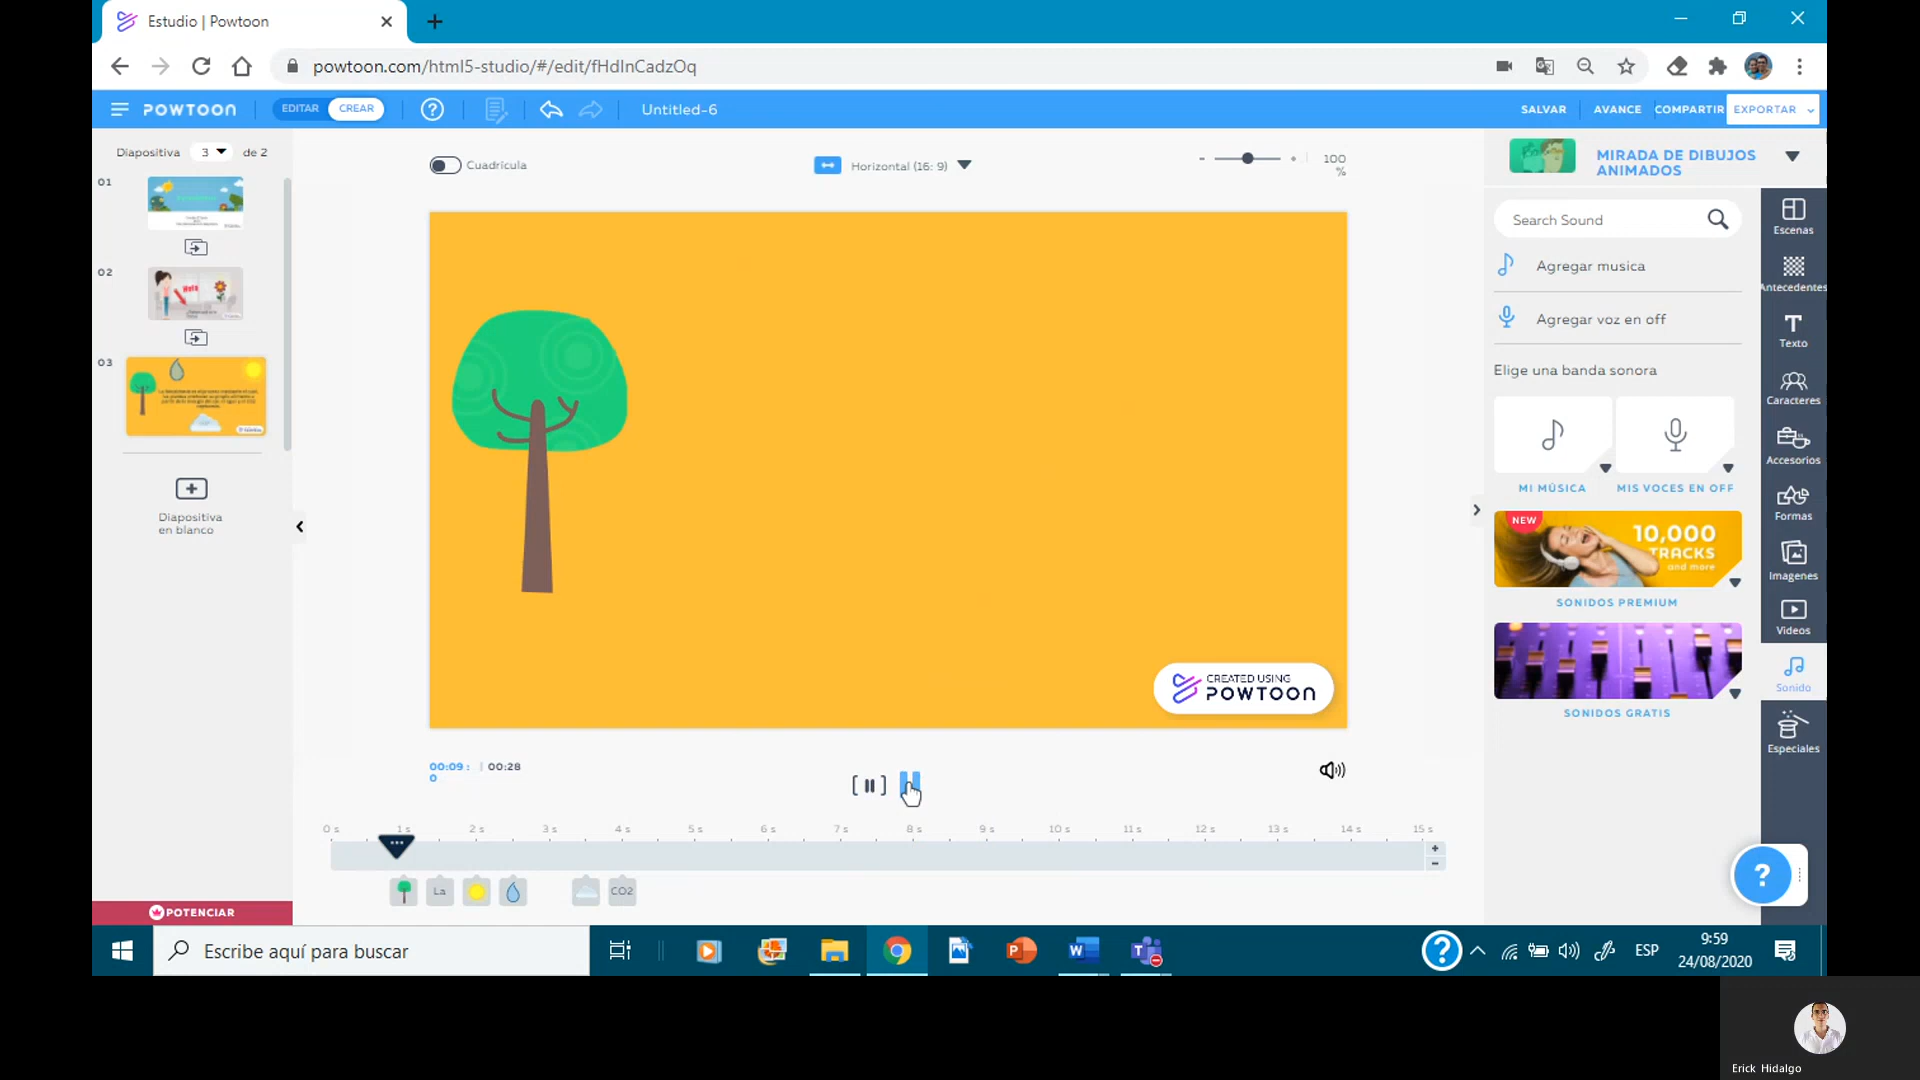 Estudio | Powtoon
powtoon.com/html5-studio/#/edit/fHdInCadzOq
POWTOON
EDITAR CREAR
?
Untitled-6
SALVAR
AVANCE
COMPARTIR
EXPORTAR
Diapositiva 3 de 2
01
02
Hola
03
Diapositiva
en blanco
POTENCIAR
Cuadrícula
Horizontal (16: 9)
- +
100
%
CREATED USING
POWTOON
00:09 :
0
00:28
0 s 1 s 2 s 3 s 4 s 5 s 6 s 7 s 8 s 9 s 10 s 11 s 12 s 13 s 14 s 15 s
La
CO2
MIRADA DE DIBUJOS
ANIMADOS
Search Sound
Agregar musica
Agregar voz en off
Elige una banda sonora
MI MÚSICA
MIS VOCES EN OFF
NEW
10,000
TRACKS
and more
SONIDOS PREMIUM
SONIDOS GRATIS
Escenas
Antecedentes
Texto
Caracteres
Accesorios
Formas
Imagenes
Videos
Sonido
Especiales
?
Escribe aquí para buscar
ESP
9:59
24/08/2020
Erick Hidalgo